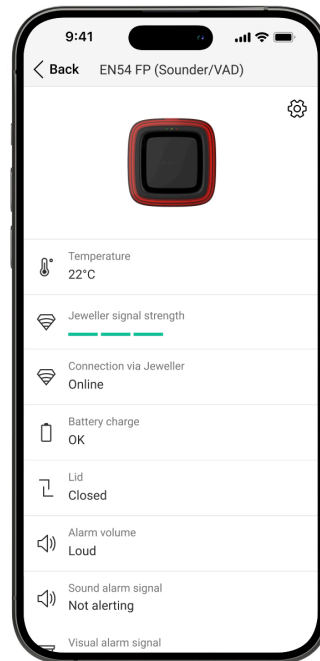 9:41
Back EN54 FP (Sounder/VAD)
Temperature
22°C
Jeweller signal strength
Connection via Jeweller
Online
Battery charge
OK
Lid
Closed
Alarm volume
Loud
Sound alarm signal
Not alerting
Visual alarm signal